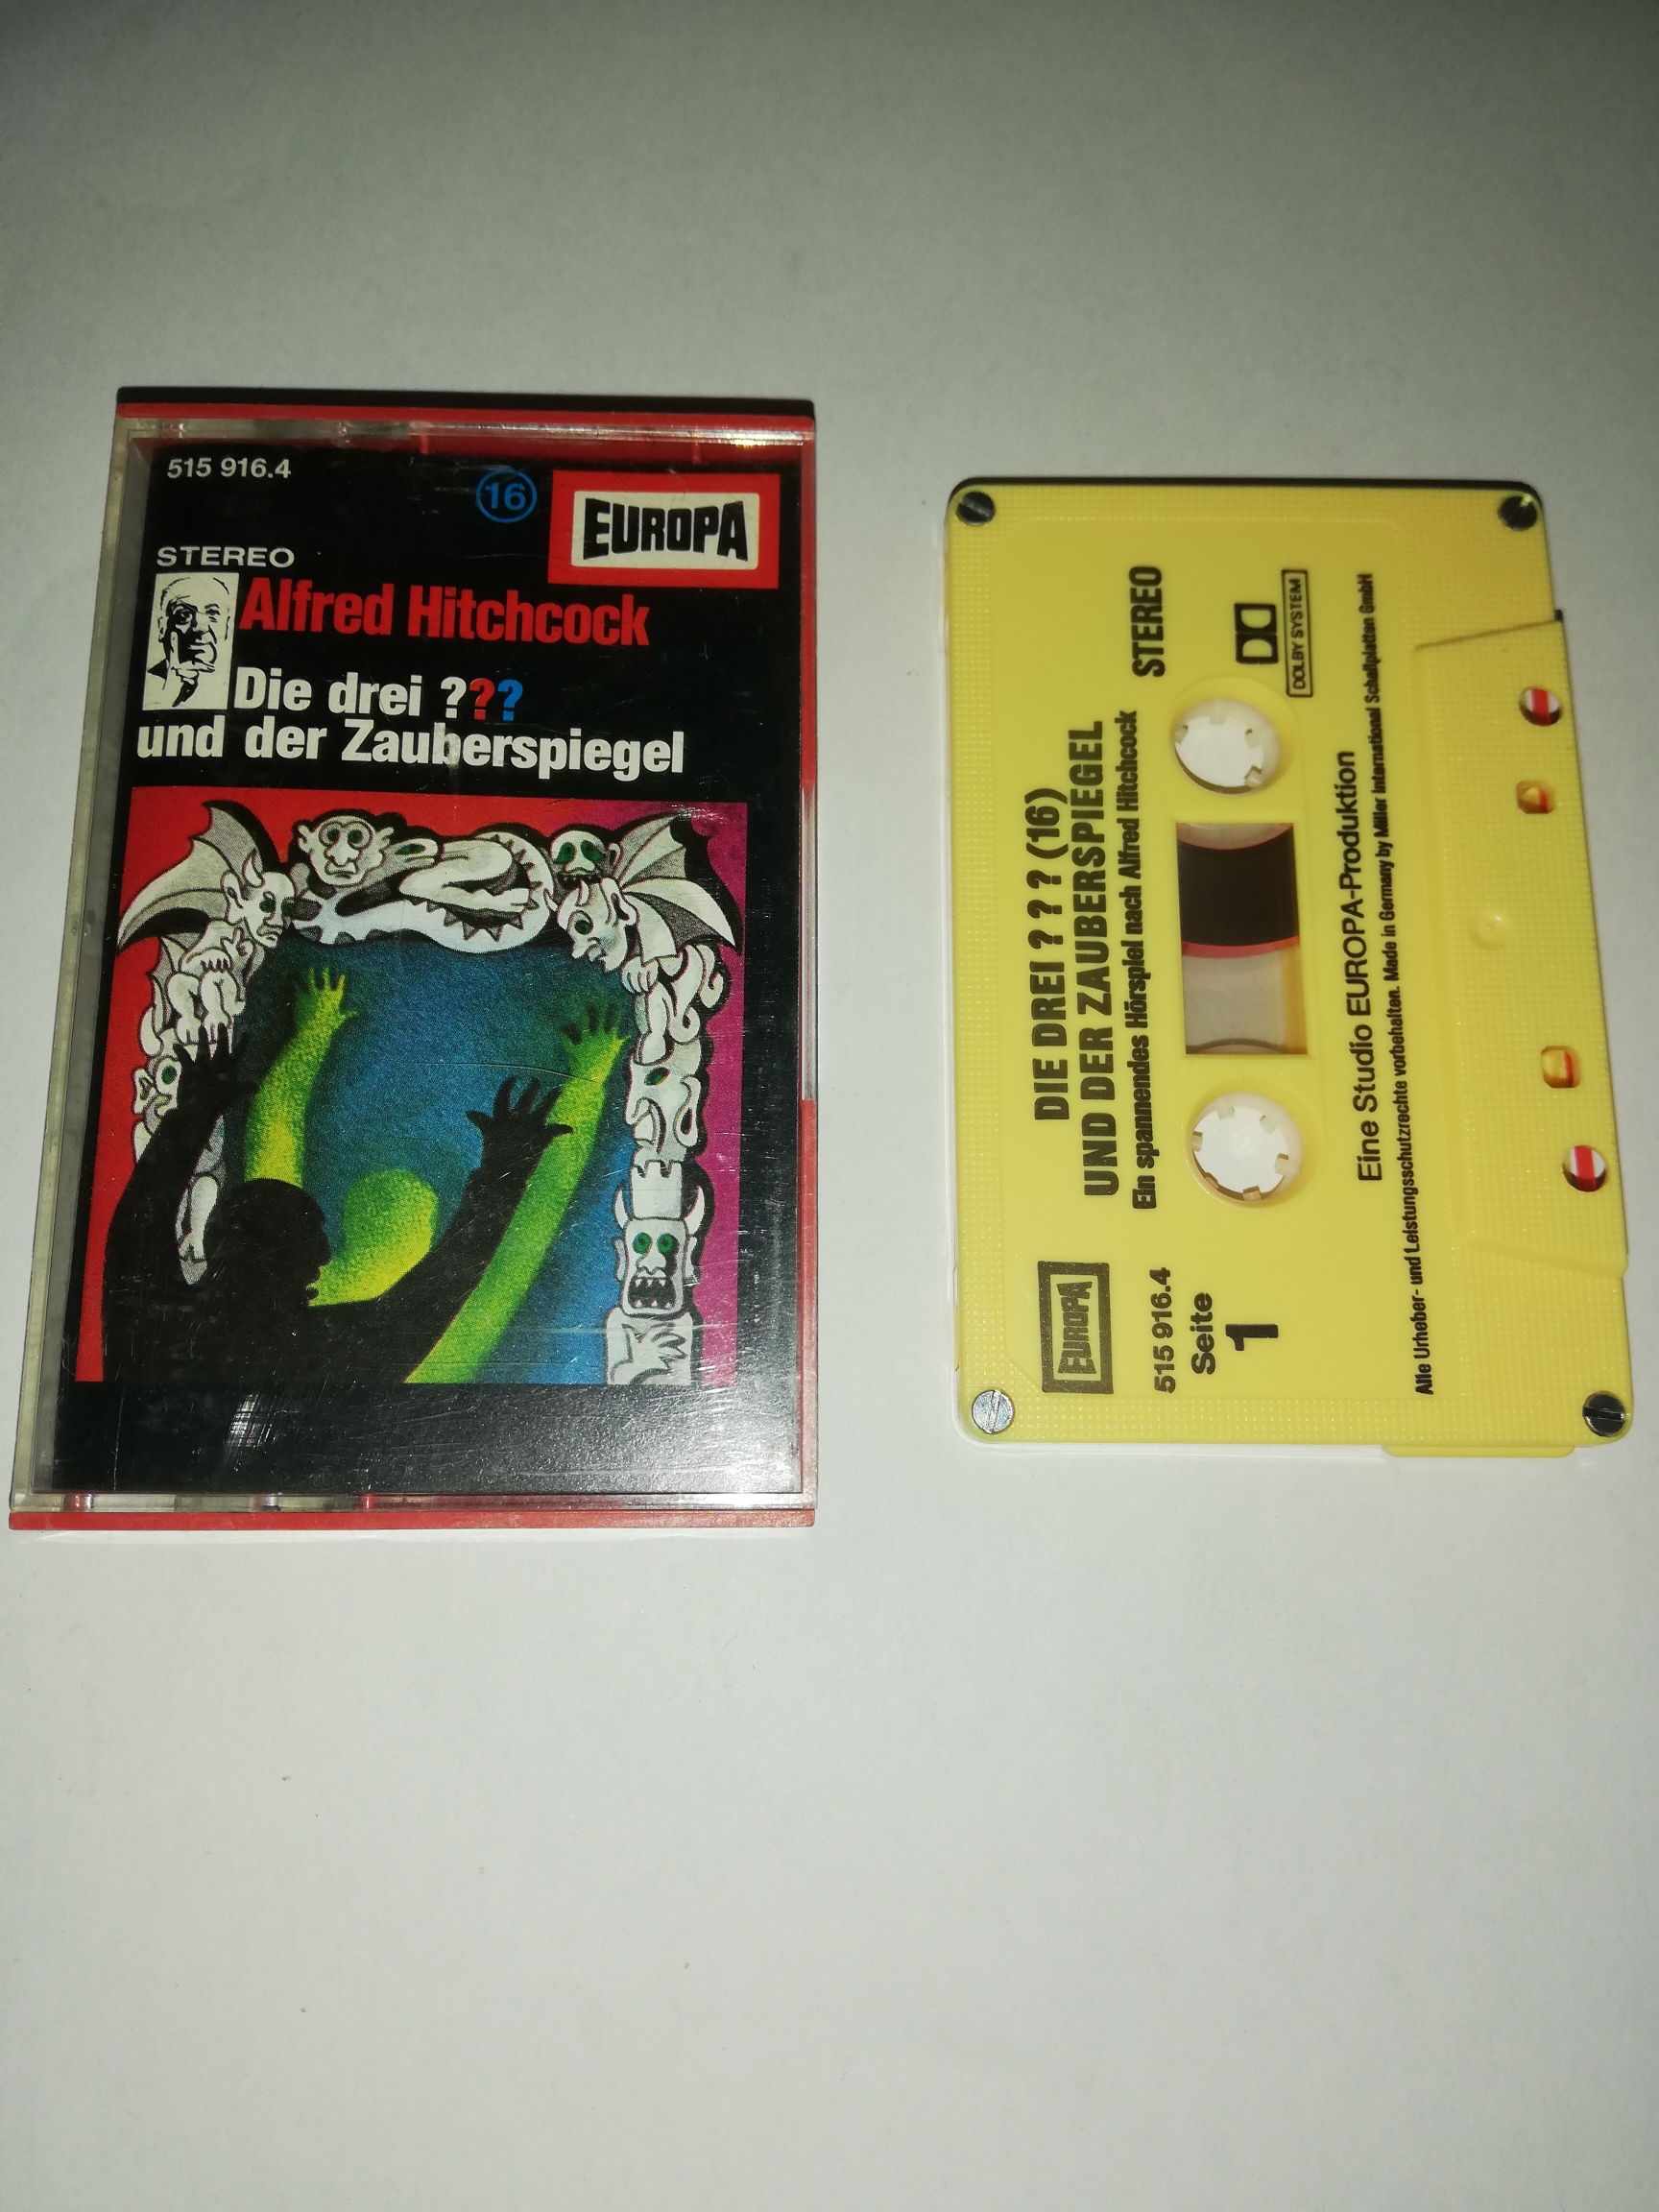 515 916.4
16
EUROPA
STEREO
Alfred Hitchcock
Die drei ???
und der Zauberspiegel
DIE DREI ? ? ? (16)
UND DER ZAUBERSPIEGEL
Ein spannendes Hörspiel nach Alfred Hitchcock
STEREO
EUROPA
515 916.4
Seite
1
DOLBY SYSTEM
Eine Studio EUROPA-Produktion
Alle Urheber- und Leistungsschutzrechte vorbehalten. Made in Germany by Miller International Schallplatten GmbH